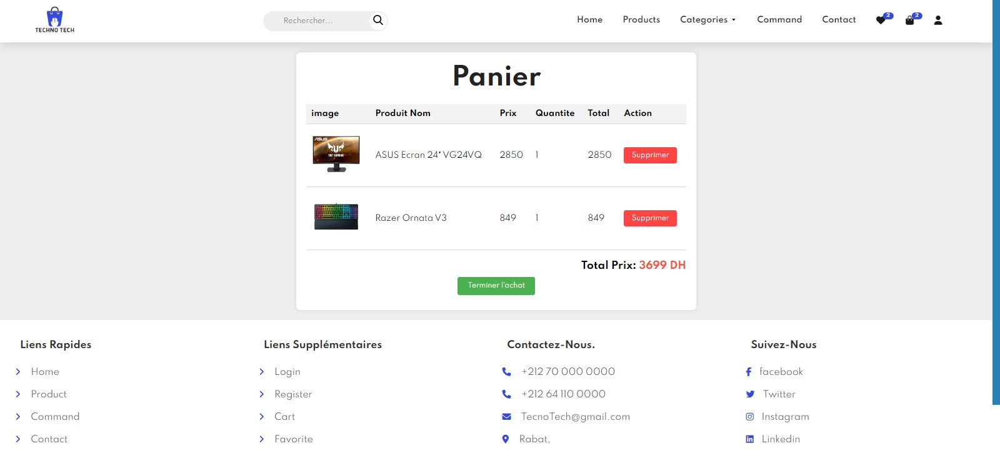 TECHNO TECH
Rechercher...
Home Products Categories Command Contact 2 2
Panier
image Produit Nom Prix Quantite Total Action
ASUS
TUF GAMING
ASUS Ecran 24″ VG24VQ 2850 1 2850 Supprimer
Razer Ornata V3 849 1 849 Supprimer
Total Prix: 3699 DH
Terminer l'achat
Liens Rapides
Home
Product
Command
Contact
Liens Supplémentaires
Login
Register
Cart
Favorite
Contactez-Nous.
+212 70 000 0000
+212 64 110 0000
TecnoTech@gmail.com
Rabat,
Suivez-Nous
facebook
Twitter
Instagram
Linkedin